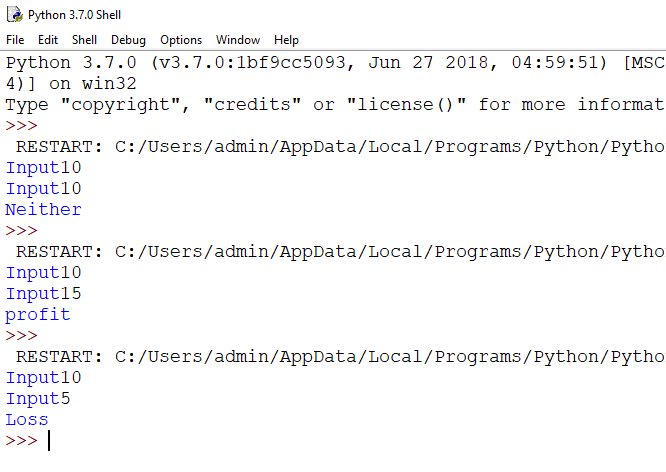 Python 3.7.0 Shell
File Edit Shell Debug Options Window Help
Python 3.7.0 (v3.7.0:1bf9cc5093, Jun 27 2018, 04:59:51) [MSC
4)] on win32
Type "copyright", "credits" or "license()" for more informat
>>>
RESTART: C:/Users/admin/AppData/Local/Programs/Python/Pytho
Input10
Input10
Neither
>>>
RESTART: C:/Users/admin/AppData/Local/Programs/Python/Pytho
Input10
Input15
profit
>>>
RESTART: C:/Users/admin/AppData/Local/Programs/Python/Pytho
Input10
Input5
Loss
>>>